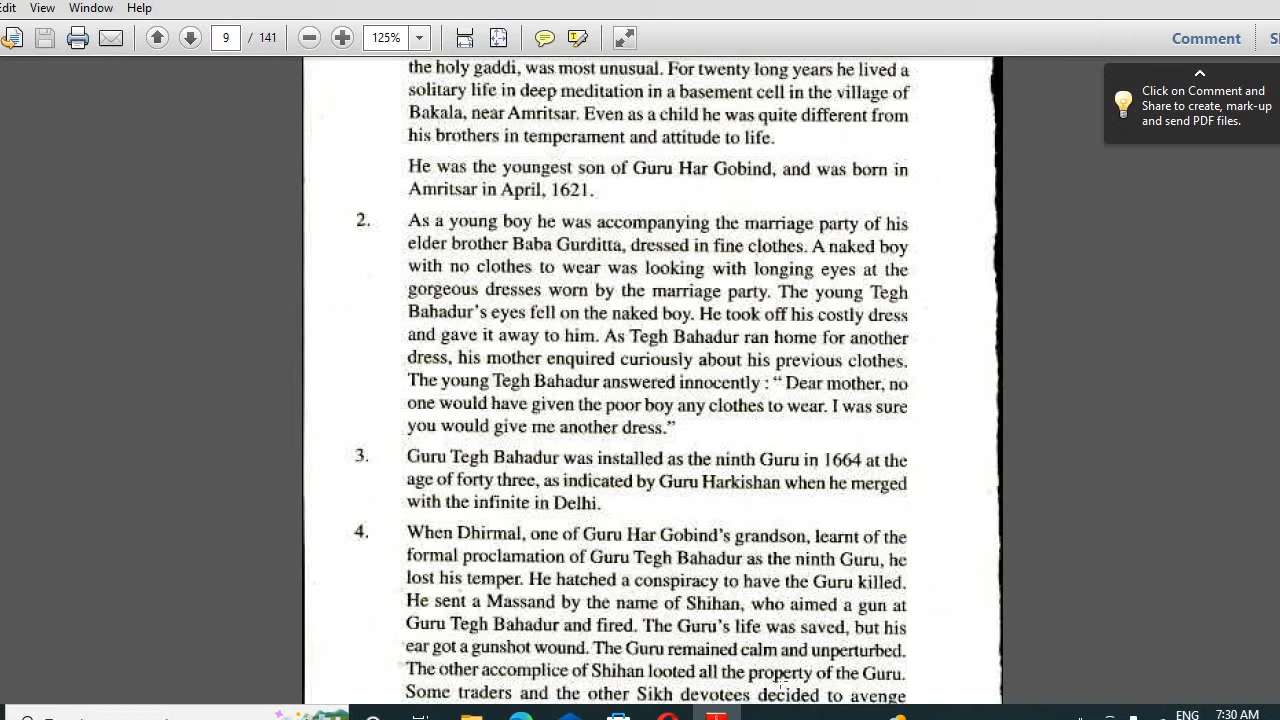 Edit View Window Help
9 / 141 125% Comment
the holy gaddi, was most unusual. For twenty long years he lived a
solitary life in deep meditation in a basement cell in the village of
Bakala, near Amritsar. Even as a child he was quite different from
his brothers in temperament and attitude to life.
He was the youngest son of Guru Har Gobind, and was born in
Amritsar in April, 1621.
2. As a young boy he was accompanying the marriage party of his
elder brother Baba Gurditta, dressed in fine clothes. A naked boy
with no clothes to wear was looking with longing eyes at the
gorgeous dresses worn by the marriage party. The young Tegh
Bahadur's eyes fell on the naked boy. He took off his costly dress
and gave it away to him. As Tegh Bahadur ran home for another
dress, his mother enquired curiously about his previous clothes.
The young Tegh Bahadur answered innocently : “ Dear mother, no
one would have given the poor boy any clothes to wear. I was sure
you would give me another dress.”
3. Guru Tegh Bahadur was installed as the ninth Guru in 1664 at the
age of forty three, as indicated by Guru Harkishan when he merged
with the infinite in Delhi.
4. When Dhirmal, one of Guru Har Gobind's grandson, learnt of the
formal proclamation of Guru Tegh Bahadur as the ninth Guru, he
lost his temper. He hatched a conspiracy to have the Guru killed.
He sent a Massand by the name of Shihan, who aimed a gun at
Guru Tegh Bahadur and fired. The Guru's life was saved, but his
ear got a gunshot wound. The Guru remained calm and unperturbed.
The other accomplice of Shihan looted all the property of the Guru.
Some traders and the other Sikh devotees decided to avenge
Click on Comment and
Share to create, mark-up
and send PDF files.
ENG 7:30 AM